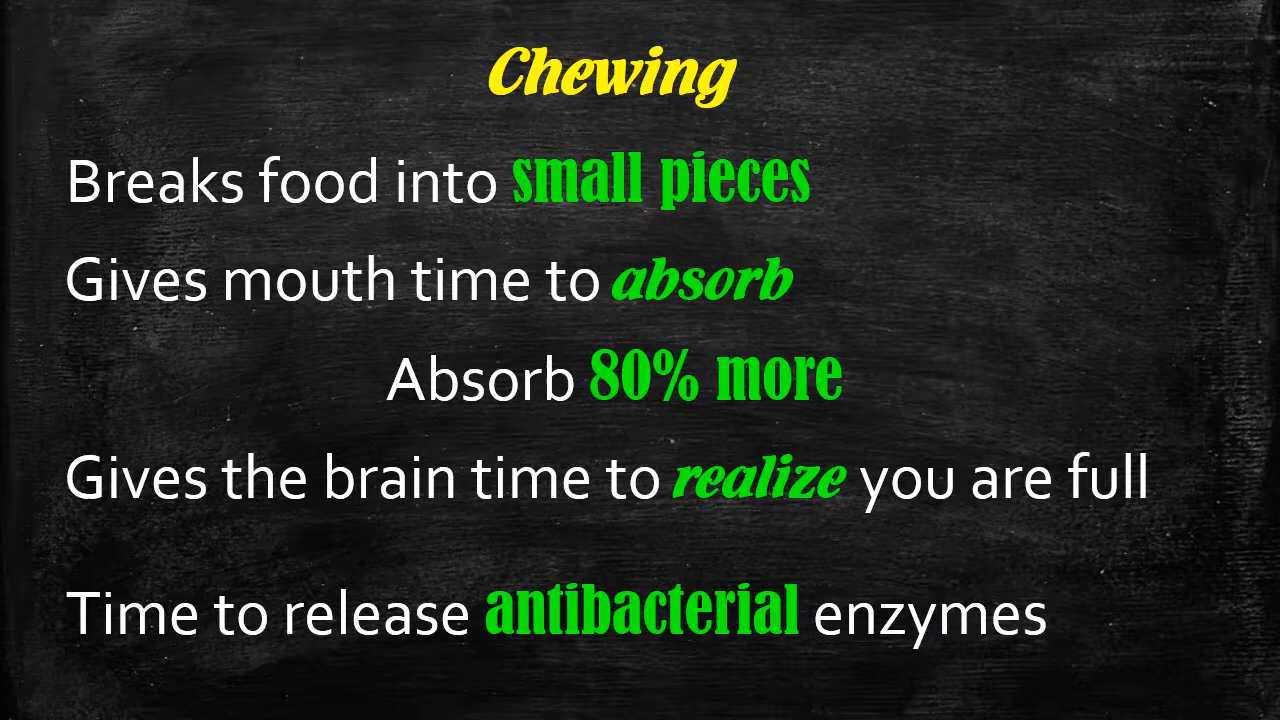 Chewing
Breaks food into small pieces
Gives mouth time to absorb
Absorb 80% more
Gives the brain time to realize you are full
Time to release antibacterial enzymes